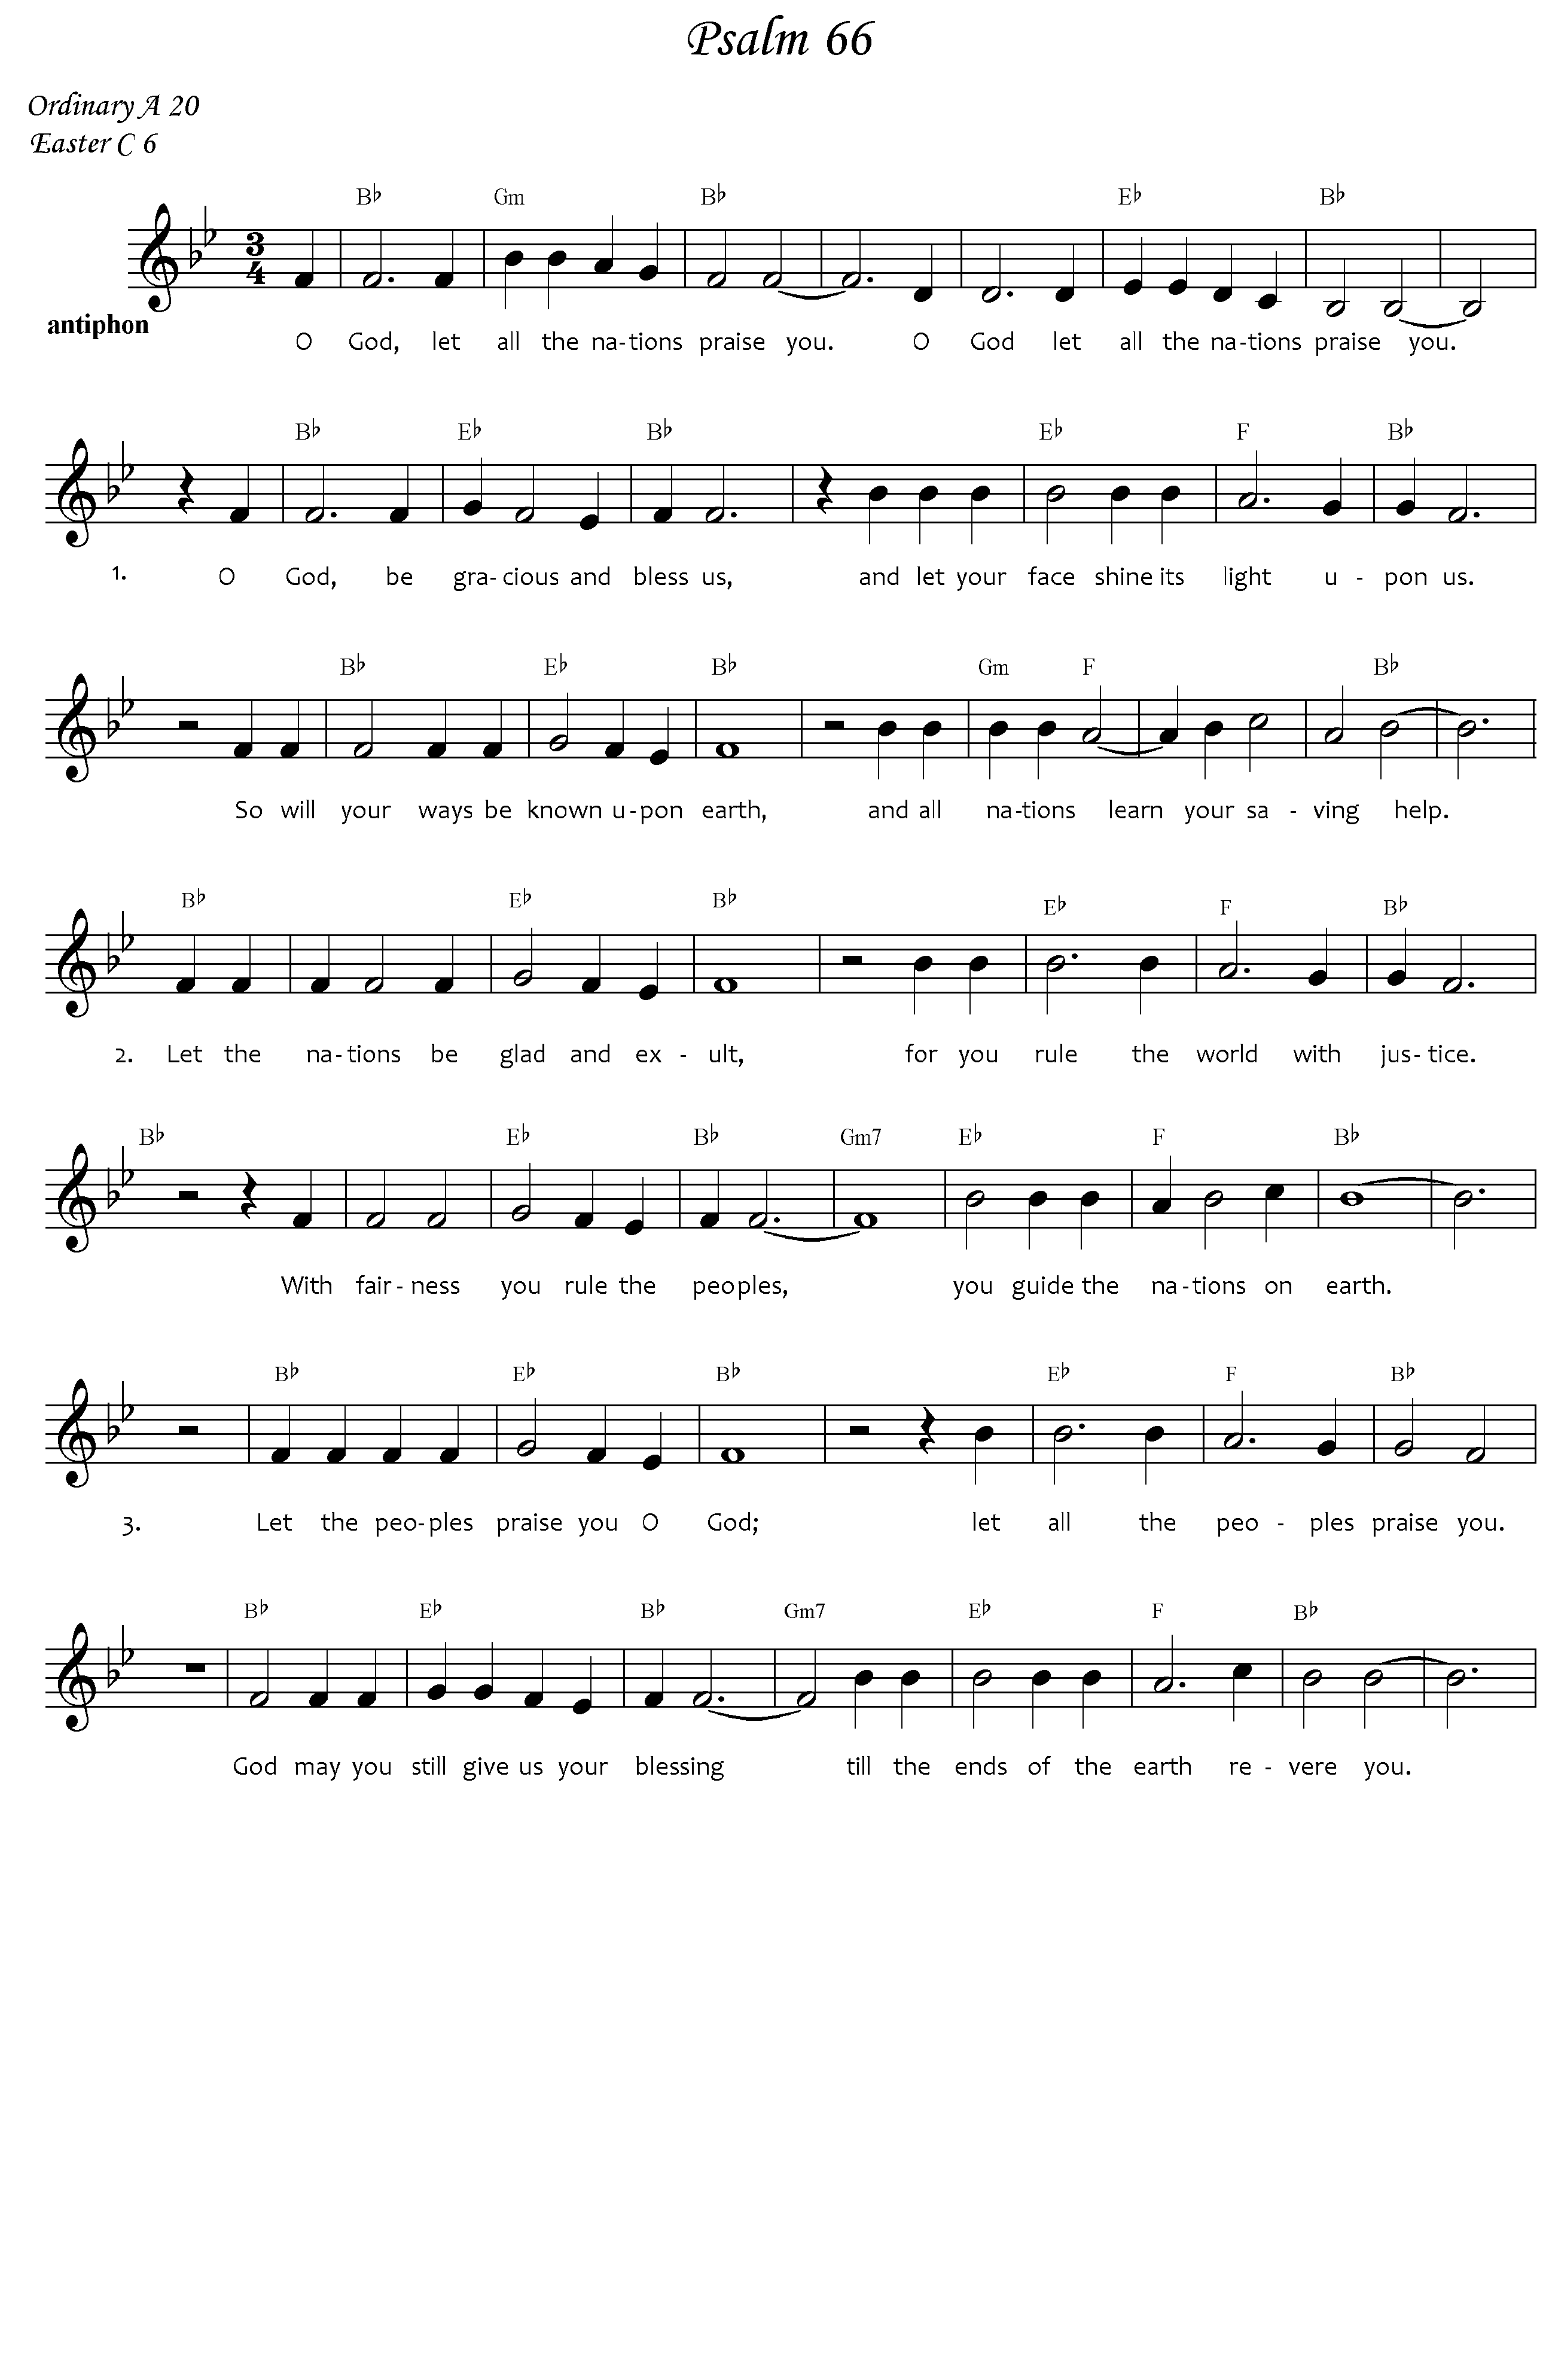 Psalm 66
Ordinary A 20
Easter C 6
B♭ Gm B♭ E♭ B♭
3
4
antiphon
O God, let all the na-tions praise you. O God let all the na-tions praise you.
B♭ E♭ B♭ E♭ F B♭
1. O God, be gra-cious and bless us, and let your face shine its light u - pon us.
B♭ E♭ B♭ Gm F B♭
So will your ways be known u-pon earth, and all na-tions learn your sa - ving help.
B♭ E♭ B♭ E♭ F B♭
2. Let the na-tions be glad and ex - ult, for you rule the world with jus-tice.
B♭ E♭ B♭ Gm7 E♭ F B♭
With fair-ness you rule the peoples, you guide the na-tions on earth.
B♭ E♭ B♭ E♭ F B♭
3. Let the peo-ples praise you O God; let all the peo - ples praise you.
B♭ E♭ B♭ Gm7 E♭ F B♭
God may you still give us your blessing till the ends of the earth re - vere you.